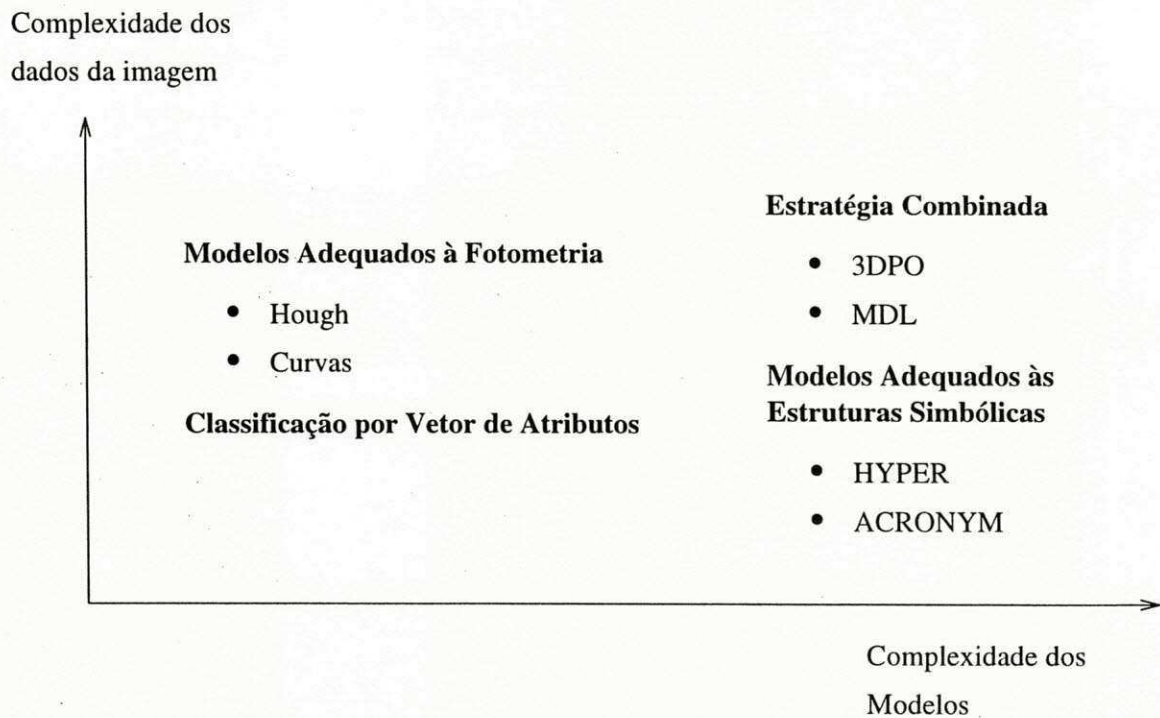 Complexidade dos
dados da imagem
Modelos Adequados à Fotometria
• Hough
• Curvas
Classificação por Vetor de Atributos
Estratégia Combinada
• 3DPO
• MDL
Modelos Adequados às
Estruturas Simbólicas
• HYPER
• ACRONYM
Complexidade dos
Modelos